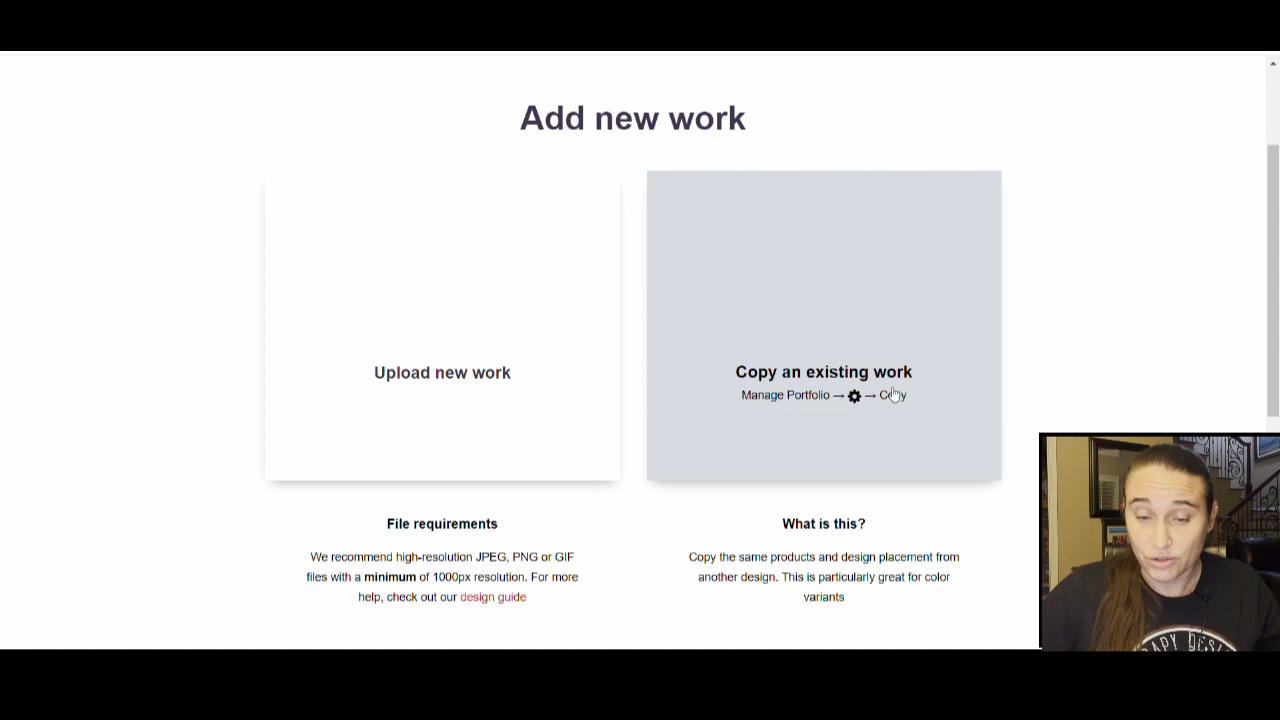 Add new work
Upload new work
Copy an existing work
Manage Portfolio → → Copy
File requirements
We recommend high-resolution JPEG, PNG or GIF
files with a minimum of 1000px resolution. For more
help, check out our design guide
What is this?
Copy the same products and design placement from
another design. This is particularly great for color
variants